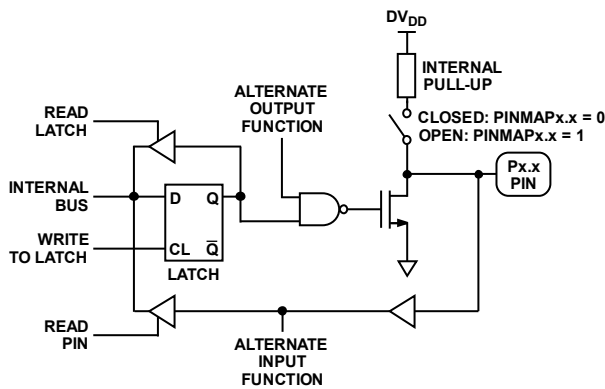 DVDD
INTERNAL
PULL-UP
CLOSED: PINMAPx.x = 0
OPEN: PINMAPx.x = 1
ALTERNATE
OUTPUT
FUNCTION
READ
LATCH
Px.x
PIN
INTERNAL
BUS
D
Q
WRITE
TO LATCH
CL
Q̅
LATCH
READ
PIN
ALTERNATE
INPUT
FUNCTION